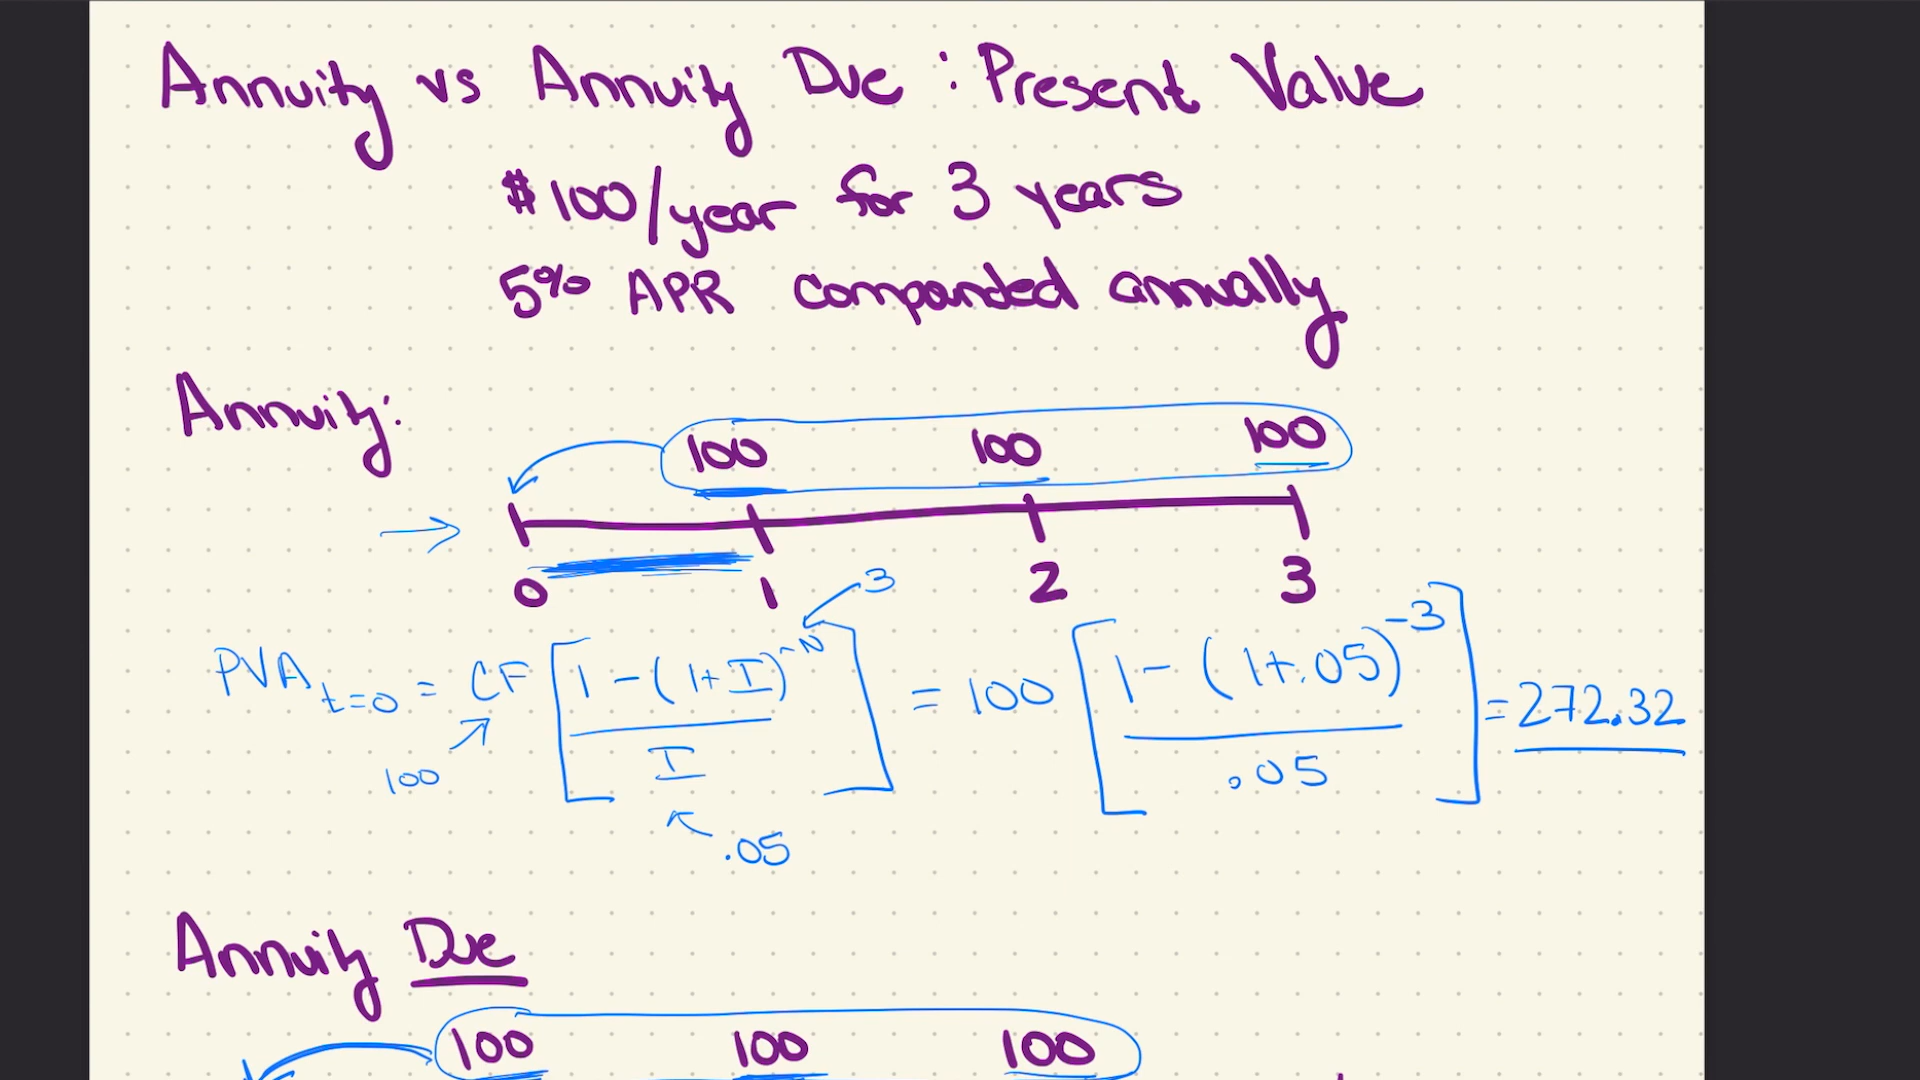 Annuity vs Annuity Due : Present Value
$100/year for 3 years
5% APR componded annually
Annuity:
100 100 100
0 1 2 3
3
PVA t=0 = CF [1-(1+I)^-N / I] = 100 [1-(1+.05)^-3 / .05] = 272.32
100
.05
Annuity Due
100 100 100